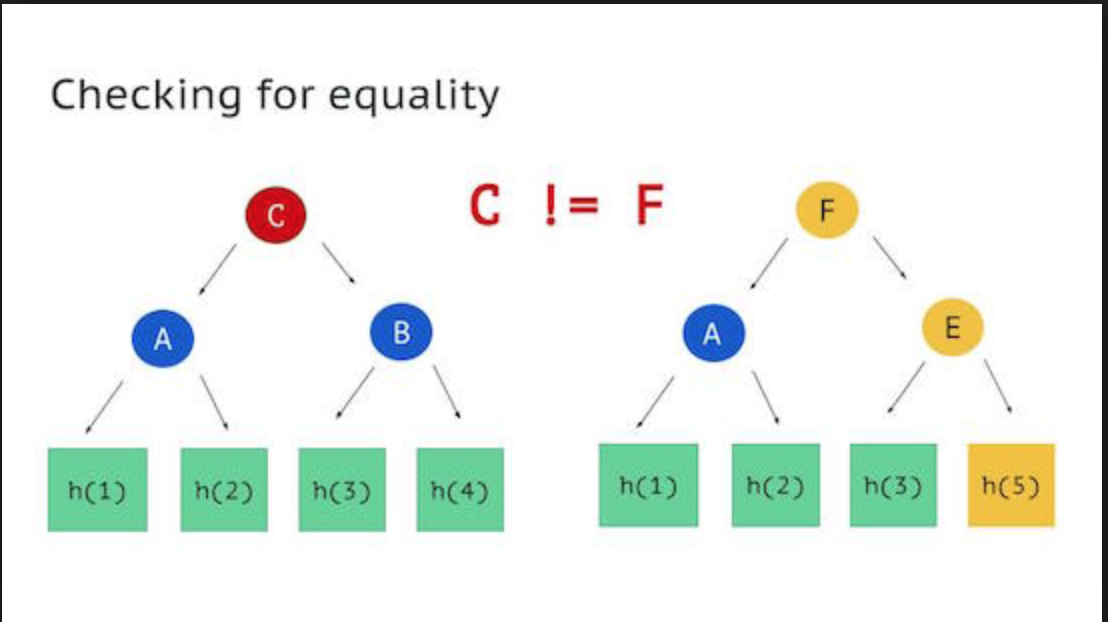 Checking for equality
C != F
C
F
A
B
A
E
h(1)
h(2)
h(3)
h(4)
h(1)
h(2)
h(3)
h(5)